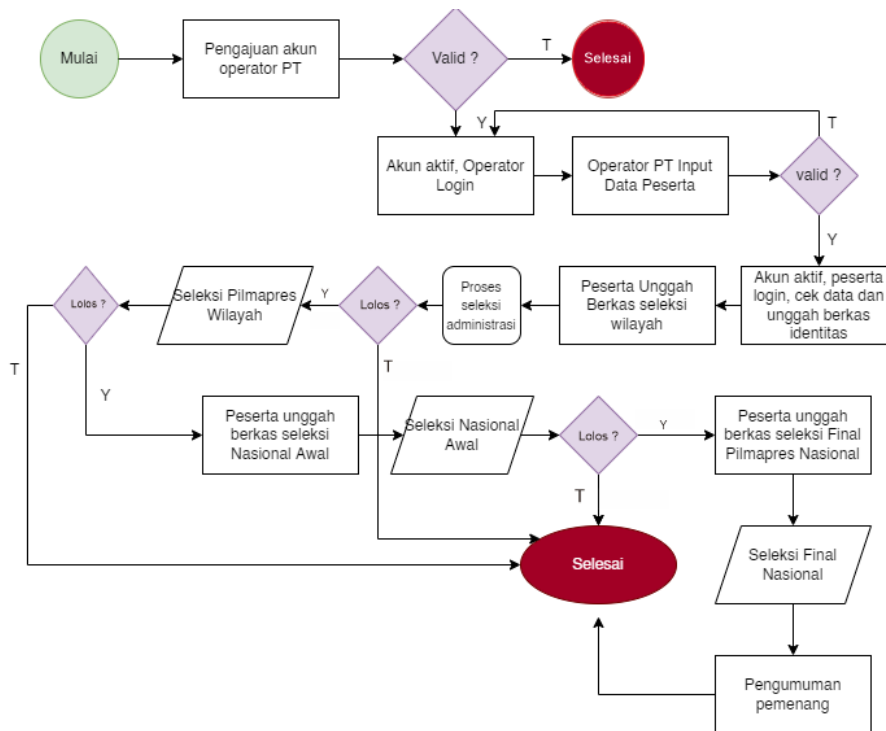 Mulai
Pengajuan akun
operator PT
Valid ?
T
Selesai
Y
T
Akun aktif, Operator
Login
Operator PT Input
Data Peserta
valid ?
Y
Akun aktif, peserta
login, cek data dan
unggah berkas
identitas
Peserta Unggah
Berkas seleksi
wilayah
Proses
seleksi
administrasi
Lolos ?
Y
T
Seleksi Pilmapres
Wilayah
Lolos ?
T
Y
Peserta unggah
berkas seleksi
Nasional Awal
Seleksi Nasional
Awal
Lolos ?
Y
T
Peserta unggah
berkas seleksi Final
Pilmapres Nasional
Selesai
Seleksi Final
Nasional
Pengumuman
pemenang